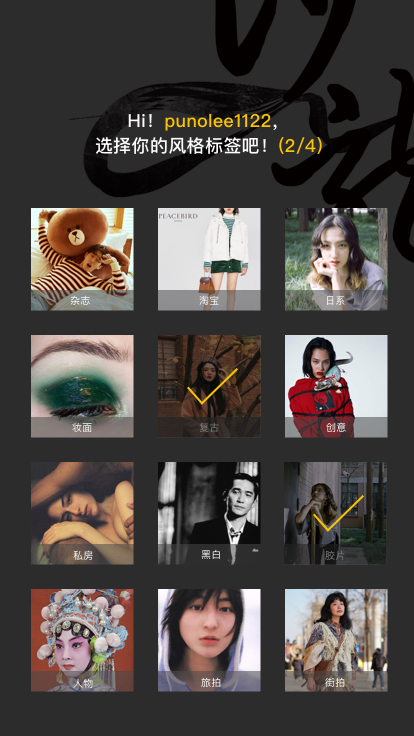 Hi！punolee1122，
选择你的风格标签吧！(2/4)
PEACEBIRD
杂志
淘宝
日系
妆面
复古
创意
私房
黑白
胶片
人物
旅拍
街拍